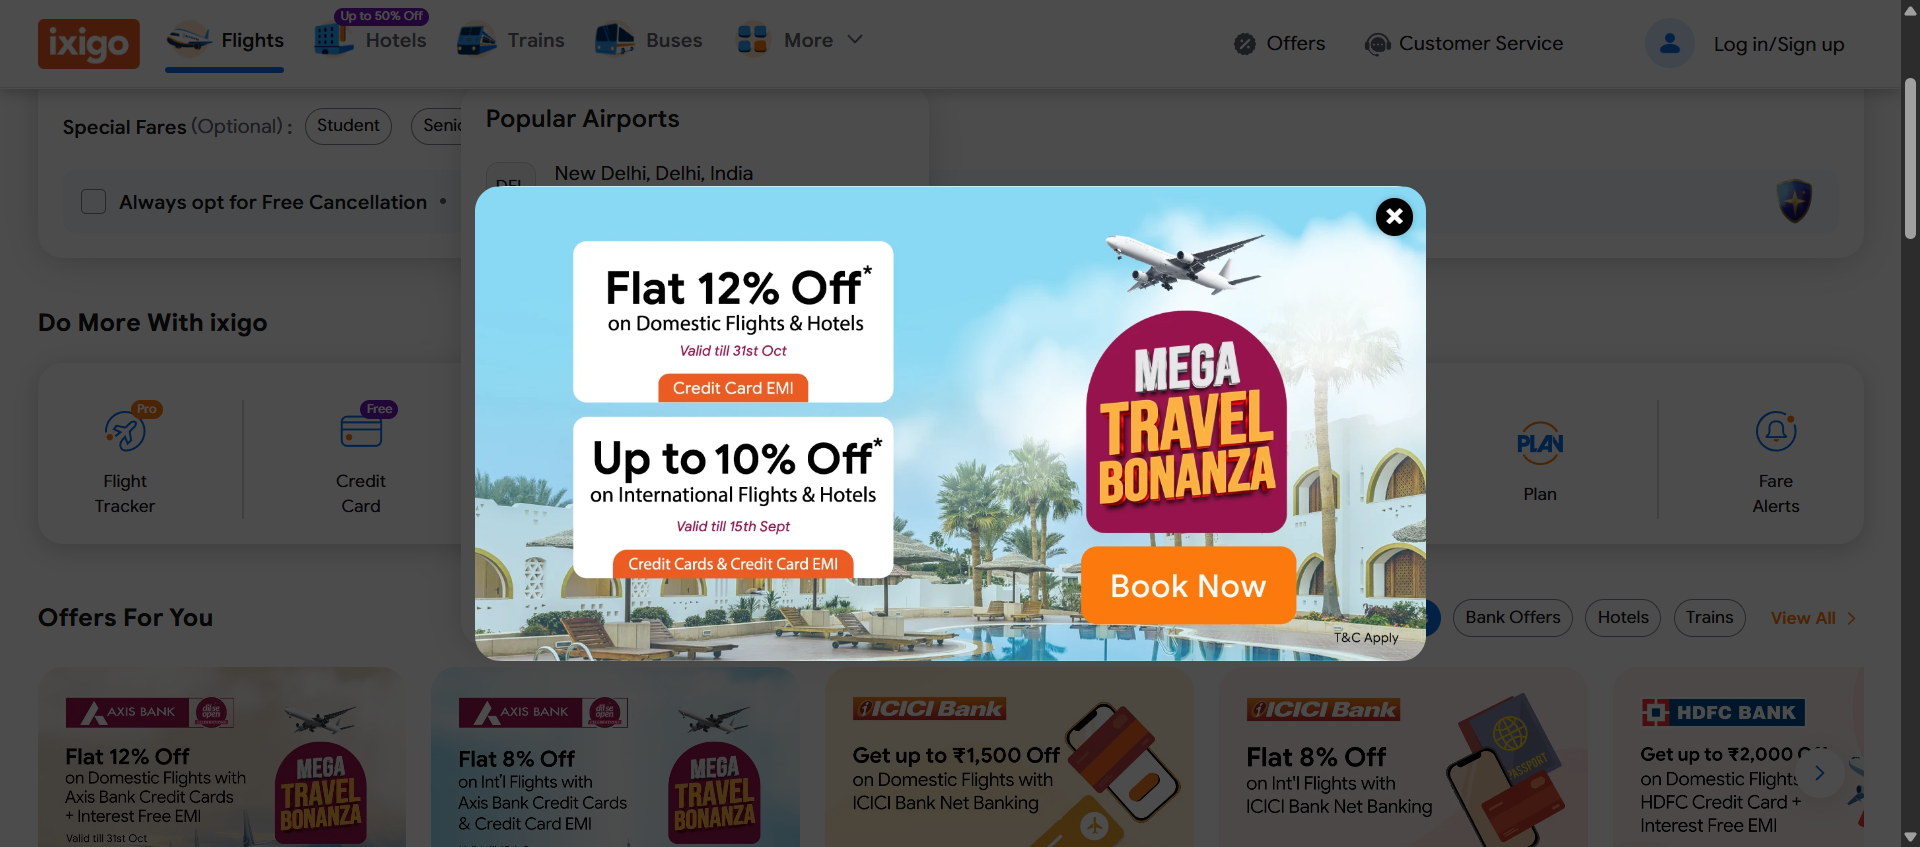 ixigo
Flights
Up to 50% Off
Hotels
Trains
Buses
More
Offers
Customer Service
Log in/Sign up
Special Fares (Optional) :
Student
Popular Airports
New Delhi, Delhi, India
Always opt for Free Cancellation •
Flat 12% Off*
on Domestic Flights & Hotels
Valid till 31st Oct
Credit Card EMI
Up to 10% Off*
on International Flights & Hotels
Valid till 15th Sept
Credit Cards & Credit Card EMI
MEGA
TRAVEL
BONANZA
Book Now
T&C Apply
Do More With ixigo
Pro
Flight
Tracker
Free
Credit
Card
PLAN
Plan
Fare
Alerts
Offers For You
Bank Offers
Hotels
Trains
View All
AXIS BANK
dil se
open
Flat 12% Off
on Domestic Flights with
Axis Bank Credit Cards
+ Interest Free EMI
Valid till 31st Oct
MEGA
TRAVEL
BONANZA
AXIS BANK
dil se
open
Flat 8% Off
on Int'l Flights with
Axis Bank Credit Cards
& Credit Card EMI
MEGA
TRAVEL
BONANZA
ICICI Bank
Get up to ₹1,500 Off
on Domestic Flights with
ICICI Bank Net Banking
ICICI Bank
Flat 8% Off
on Int'l Flights with
ICICI Bank Net Banking
PASSPORT
HDFC BANK
Get up to ₹2,000
on Domestic Flights
HDFC Credit Card +
Interest Free EMI